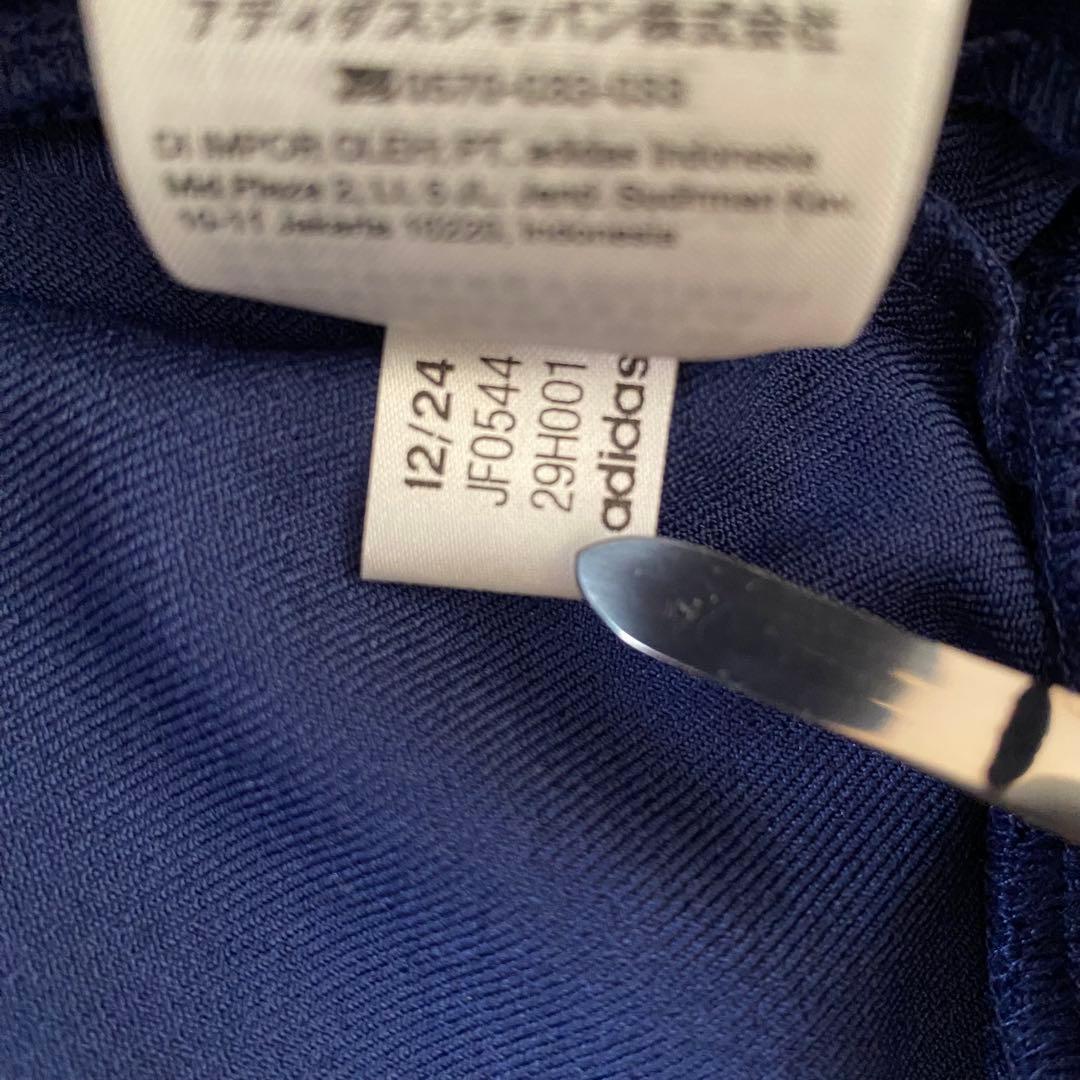 アディダスジャパン株式会社
0570-033-033
DI IMPOR OLEH: PT. adidas Indonesia
Mid Plaza 2, Lt. 5 JL. Jend. Sudirman Kav.
10-11 Jakarta 10220, Indonesia
12/24
JF0544
29H001
adidas